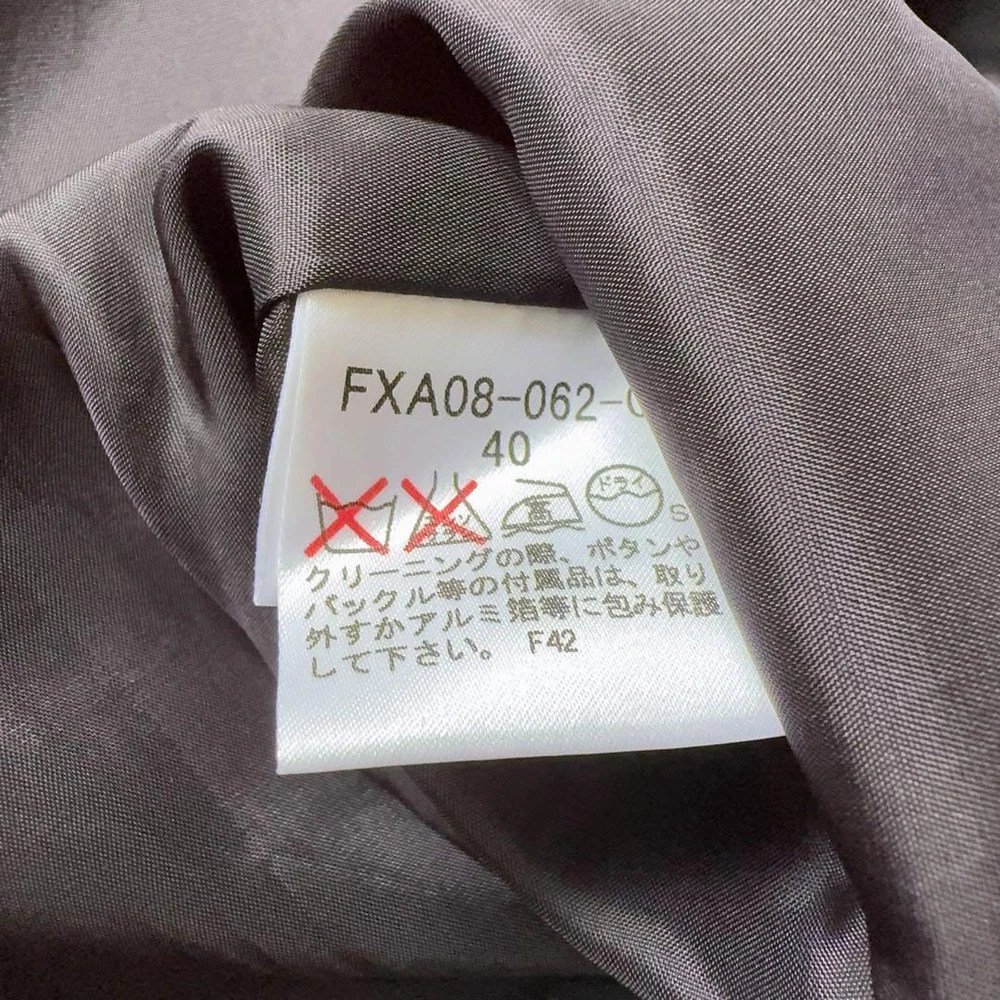 FXA08-062-
40
高 ドライ S
クリーニングの際、ボタンや
バックル等の付属品は、取り
外すかアルミ箔等に包み保護
して下さい。 F42